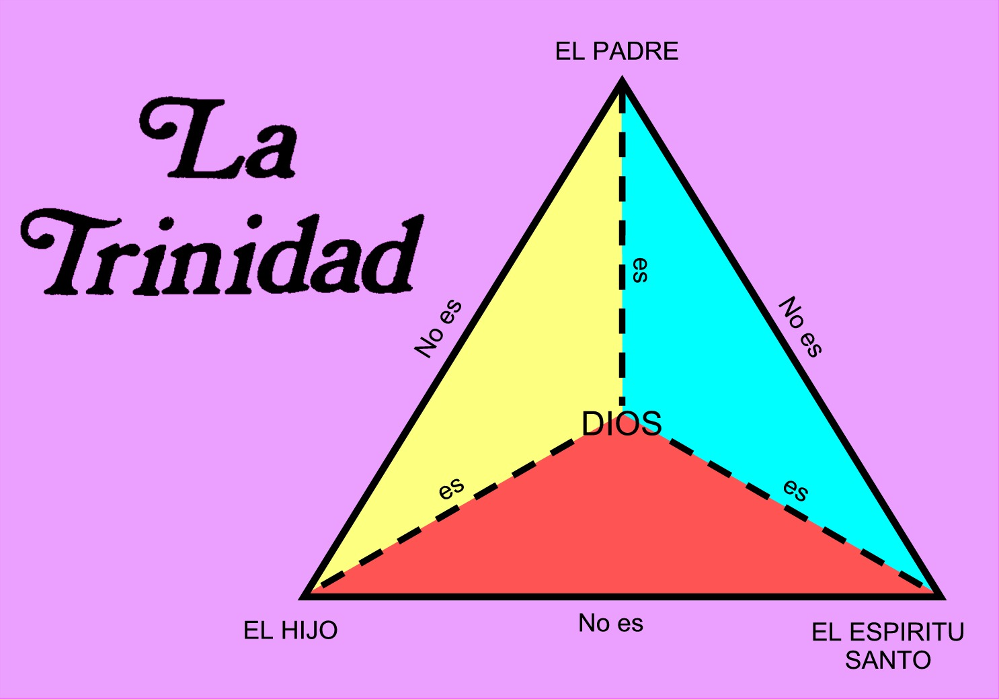 La
Trinidad
EL PADRE
No es
es
No es
DIOS
es
es
EL HIJO
No es
EL ESPIRITU
SANTO